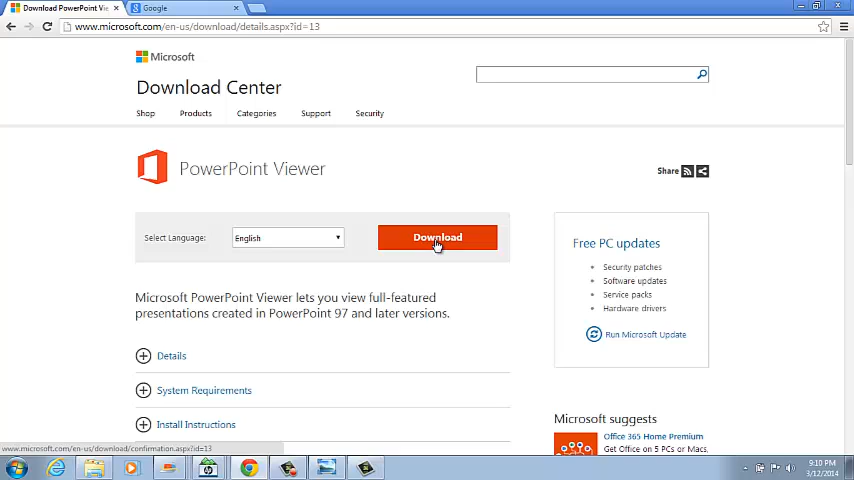 Download PowerPoint Vie
Google
www.microsoft.com/en-us/download/details.aspx?id=13
Microsoft
Download Center
Shop
Products
Categories
Support
Security
PowerPoint Viewer
Share
Select Language:
English
Download
Microsoft PowerPoint Viewer lets you view full-featured
presentations created in PowerPoint 97 and later versions.
Details
System Requirements
Install Instructions
Free PC updates
Security patches
Software updates
Service packs
Hardware drivers
Run Microsoft Update
Microsoft suggests
Office 365 Home Premium
Get Office on 5 PCs or Macs,
www.microsoft.com/en-us/download/confirmation.aspx?id=13
9:10 PM
3/12/2014